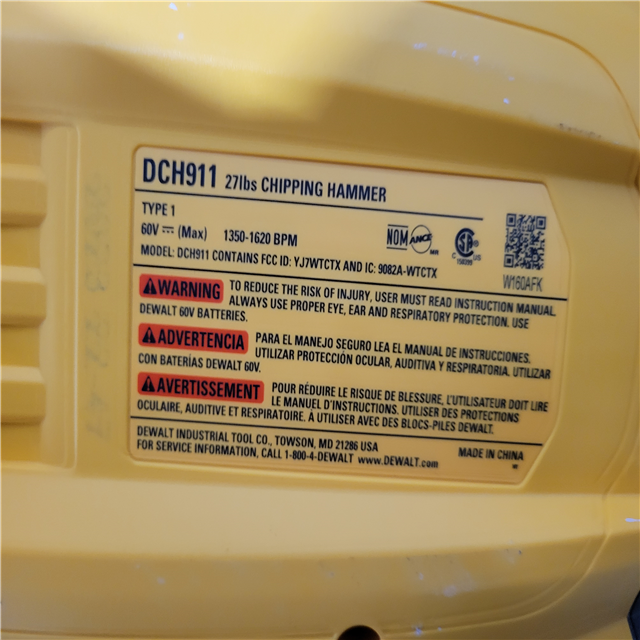 DCH911 27lbs CHIPPING HAMMER
TYPE 1
60V (Max) 1350-1620 BPM
NOM ANCE
C US
MODEL: DCH911 CONTAINS FCC ID: YJ7WTCTX AND IC: 9082A-WTCTX
W160AFK
WARNING TO REDUCE THE RISK OF INJURY, USER MUST READ INSTRUCTION MANUAL.
ALWAYS USE PROPER EYE, EAR AND RESPIRATORY PROTECTION. USE
DEWALT 60V BATTERIES.
ADVERTENCIA PARA EL MANEJO SEGURO LEA EL MANUAL DE INSTRUCCIONES.
UTILIZAR PROTECCIÓN OCULAR, AUDITIVA Y RESPIRATORIA. UTILIZAR
CON BATERÍAS DEWALT 60V.
AVERTISSEMENT POUR RÉDUIRE LE RISQUE DE BLESSURE, L'UTILISATEUR DOIT LIRE
LE MANUEL D'INSTRUCTIONS. UTILISER DES PROTECTIONS
OCULAIRE, AUDITIVE ET RESPIRATOIRE. À UTILISER AVEC DES BLOCS-PILES DEWALT.
DEWALT INDUSTRIAL TOOL CO., TOWSON, MD 21286 USA
FOR SERVICE INFORMATION, CALL 1-800-4-DEWALT www.DEWALT.com
MADE IN CHINA